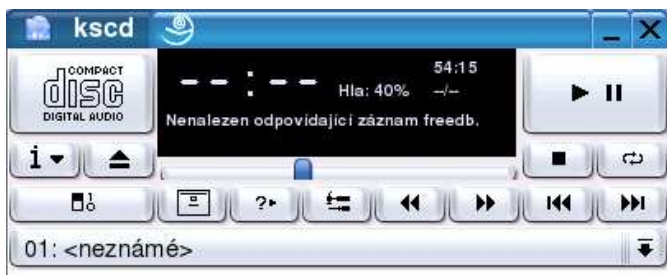 kscd
COMPACT
disc
DIGITAL AUDIO
--:--
54:15
Hla: 40%
--/--
Nenalezen odpovídající záznam freedb.
01: <neznámé>